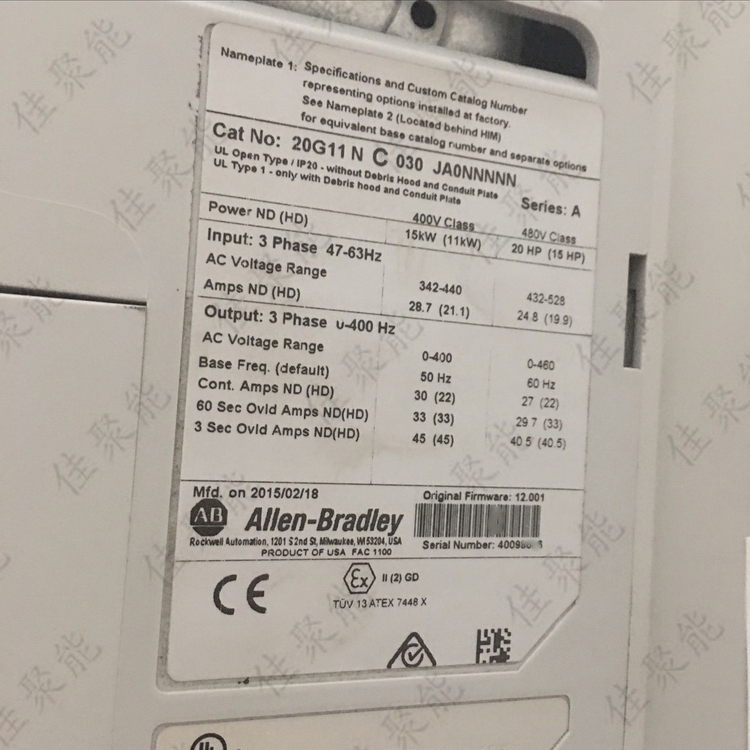 Nameplate 1: Specifications and Custom Catalog Number
representing options installed at factory.
See Nameplate 2 (Located behind HIM)
for equivalent base catalog number and separate options
Cat No: 20G11 N C 030 JA0NNNNN
UL Open Type / IP20 - without Debris Hood and Conduit Plate
UL Type 1 - only with Debris hood and Conduit Plate
Series: A
400V Class 480V Class
Power ND (HD) 15kW (11kW) 20 HP (15 HP)
Input: 3 Phase 47-63Hz
AC Voltage Range 342-440 432-528
Amps ND (HD) 28.7 (21.1) 24.8 (19.9)
Output: 3 Phase 0-400 Hz
AC Voltage Range 0-400 0-460
Base Freq. (default) 50 Hz 60 Hz
Cont. Amps ND (HD) 30 (22) 27 (22)
60 Sec Ovld Amps ND(HD) 33 (33) 29.7 (33)
3 Sec Ovld Amps ND(HD) 45 (45) 40.5 (40.5)
Mfd. on 2015/02/18 Original Firmware: 12.001
AB Allen-Bradley
Rockwell Automation, 1201 S 2nd St, Milwaukee, WI 53204, USA
PRODUCT OF USA FAC 1100
Serial Number:
CE
Ex II (2) GD
TÜV 13 ATEX 7448 X
UL
佳聚能